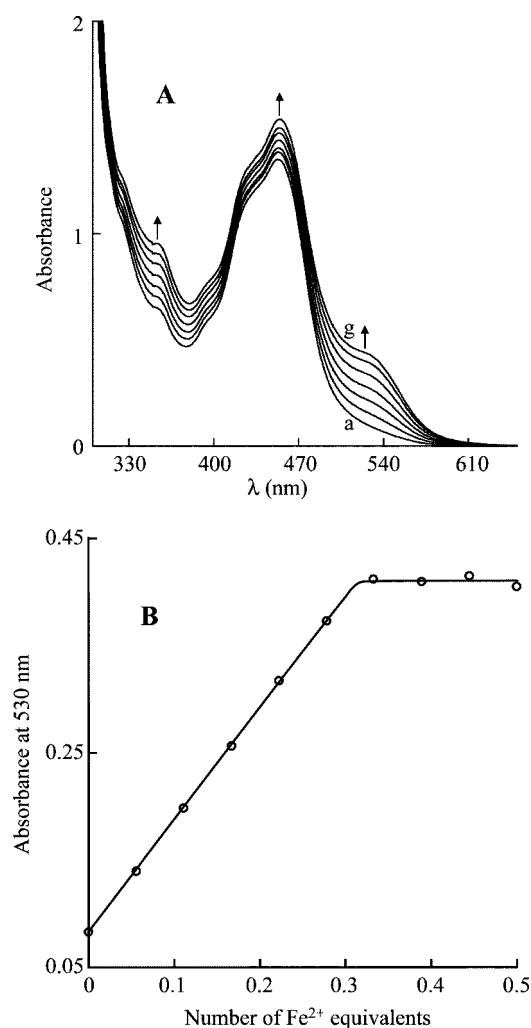 2
A
Absorbance
1
g
a
0
330 400 470 540 610
λ (nm)
0.45
B
Absorbance at 530 nm
0.25
0.05
0 0.1 0.2 0.3 0.4 0.5
Number of Fe²⁺ equivalents